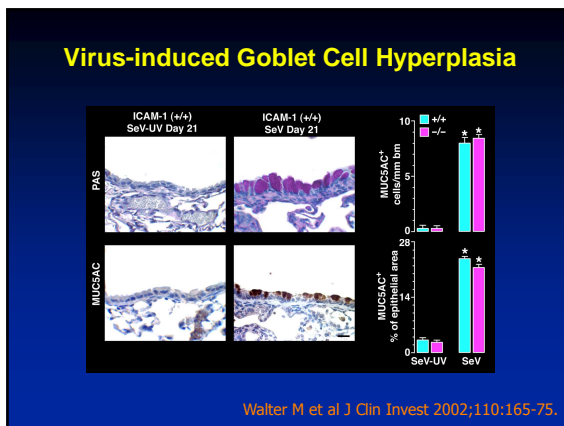 Virus-induced Goblet Cell Hyperplasia
ICAM-1 (+/+)
SeV-UV Day 21
ICAM-1 (+/+)
SeV Day 21
PAS
MUC5AC
10
5
0
MUC5AC+
cells/mm bm
+/+
−/−
* *
28
14
0
MUC5AC+
% of epithelial area
* *
SeV-UV SeV
Walter M et al J Clin Invest 2002;110:165-75.